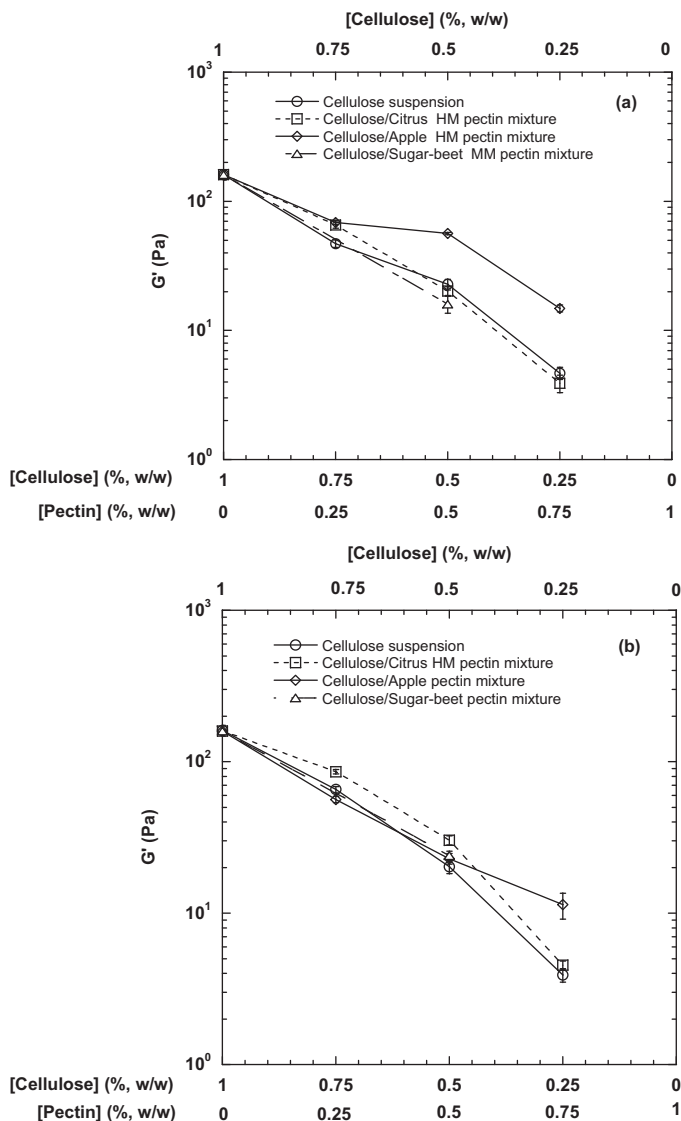 [Cellulose] (%, w/w)
1 0.75 0.5 0.25 0
10³
Cellulose suspension (a)
Cellulose/Citrus HM pectin mixture
Cellulose/Apple HM pectin mixture
Cellulose/Sugar-beet MM pectin mixture
10²
G' (Pa)
10¹
10⁰
[Cellulose] (%, w/w) 1 0.75 0.5 0.25 0
[Pectin] (%, w/w) 0 0.25 0.5 0.75 1
[Cellulose] (%, w/w)
1 0.75 0.5 0.25 0
10³
Cellulose suspension (b)
Cellulose/Citrus HM pectin mixture
Cellulose/Apple pectin mixture
Cellulose/Sugar-beet pectin mixture
10²
G' (Pa)
10¹
10⁰
[Cellulose] (%, w/w) 1 0.75 0.5 0.25 0
[Pectin] (%, w/w) 0 0.25 0.5 0.75 1